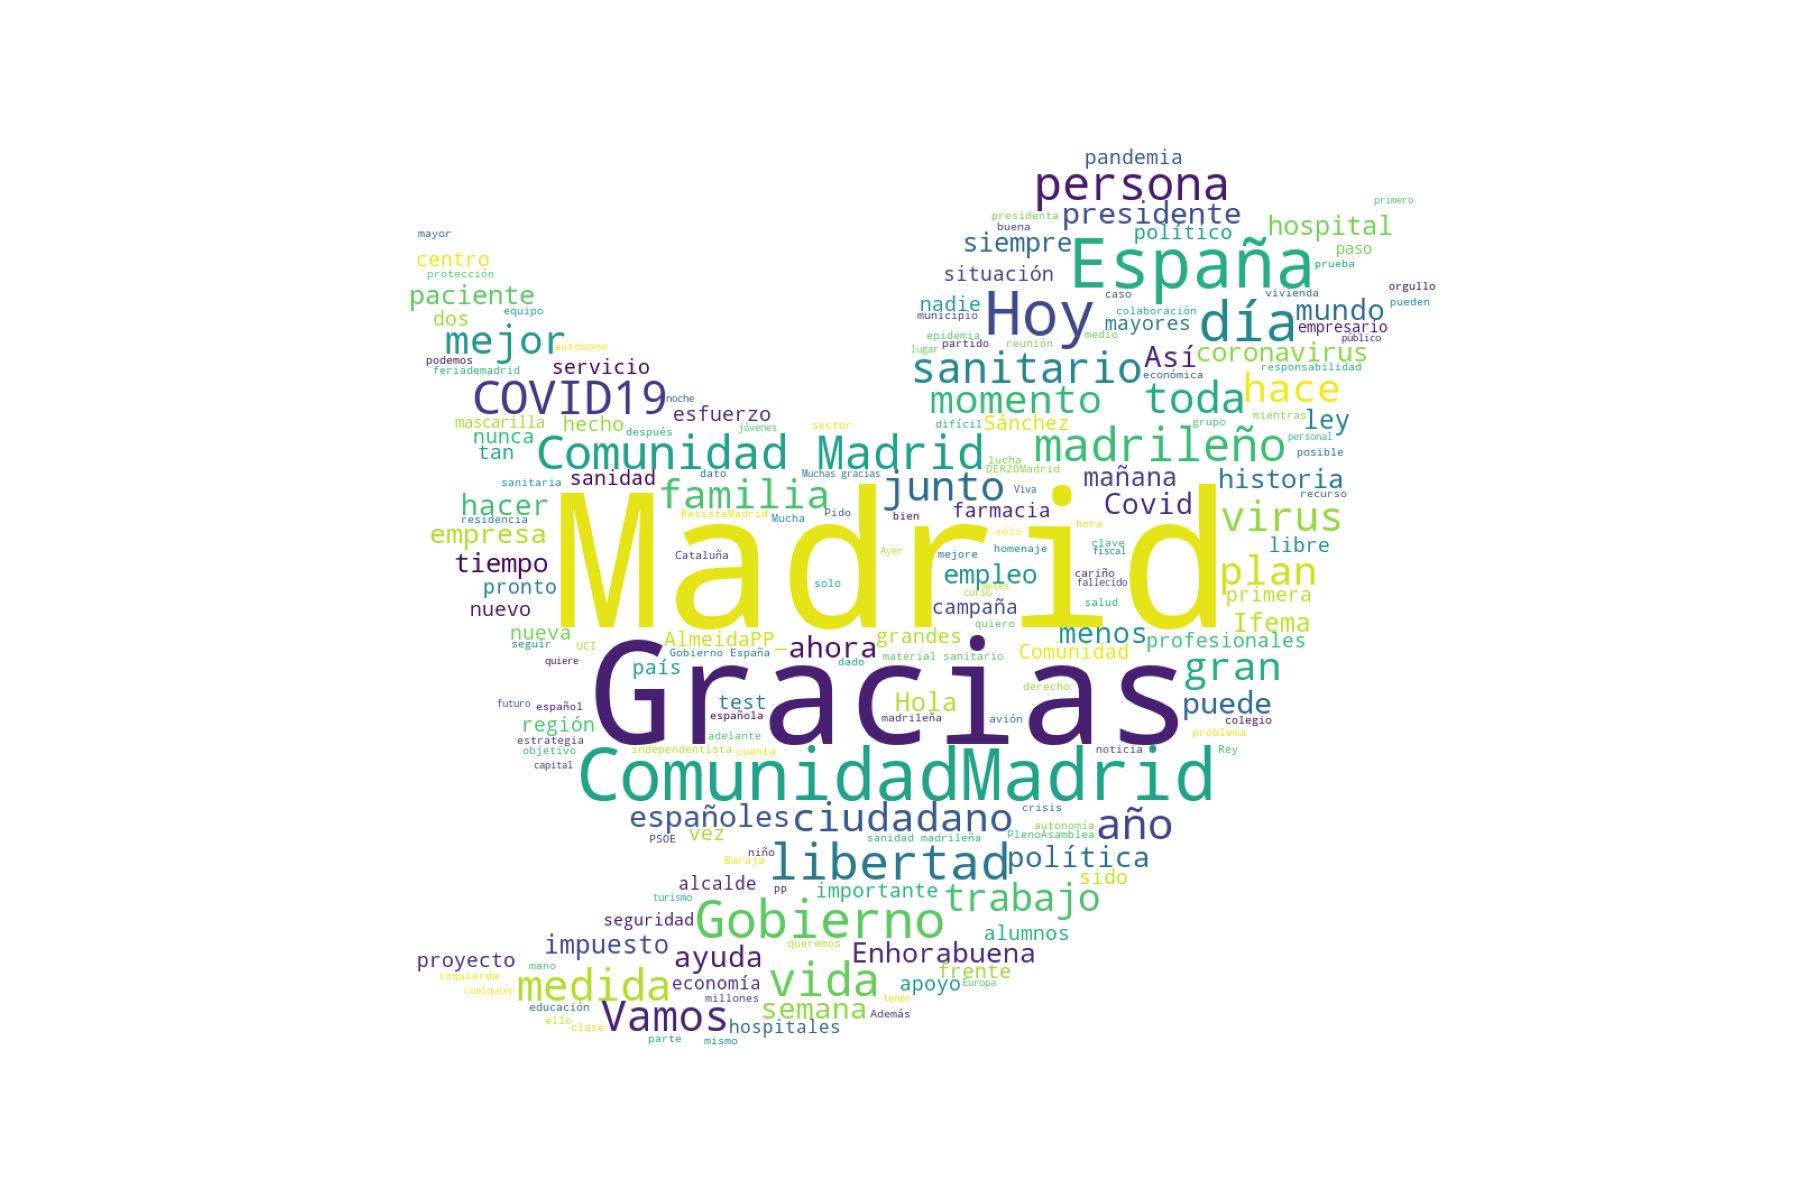 pandemia
persona
primero
presidenta
presidente
buena
político
hospital
mayor
siempre
España
paso
centro
situación
prueba
protección
paciente
Hoy
caso
vivienda
orgullo
pueden
equipo
nadie
municipio
colaboración
día
mundo
dos
mejor
mayores
empresario
autónomo
epidemia
partido
reunión
medio
público
lugar
podemos
feriademadrid
servicio
sanitario
Así
coronavirus
económica
responsabilidad
COVID19
noche
momento
toda
hace
mascarilla
hecho
esfuerzo
sector
difícil
Sánchez
mientras
grupo
ley
nunca
después
jóvenes
tan
Comunidad Madrid
madrileño
personal
posible
lucha
DER20Madrid
sanitaria
sanidad
dato
Muchas gracias
junto
Viva
mañana
historia
recurso
hacer
familia
residencia
ResisteMadrid
Mucha
Pido
bien
farmacia
Covid
virus
empresa
Madrid
sólo
hora
Ayer
mejore
homenaje
clave
fiscal
libre
tiempo
Cataluña
pronto
solo
empleo
meses
curso
cariño
fallecido
plan
primera
nuevo
campaña
salud
nueva
seguir
UCI
AlmeidaPP_
ahora
grandes
quiero
menos
Ifema
profesionales
quiere
país
Gobierno España
dado
material sanitario
Comunidad
gran
Gracias
derecho
futuro
español
test
española
Hola
madrileña
avión
puede
colegio
región
estrategia
objetivo
adelante
problema
capital
independentista
cuenta
noticia
Rey
ComunidadMadrid
españoles
ciudadano
crisis
año
PSOE
vez
sanidad madrileña
autonomía
PlenoAsamblea
Baraja
niño
libertad
política
alcalde
PP
importante
sido
turismo
trabajo
seguridad
Gobierno
alumnos
impuesto
queremos
proyecto
mano
ayuda
Enhorabuena
izquierda
cualquier
medida
economía
vida
apoyo
frente
Europa
educación
millones
tener
ello
clase
Vamos
hospitales
semana
Además
parte
mismo